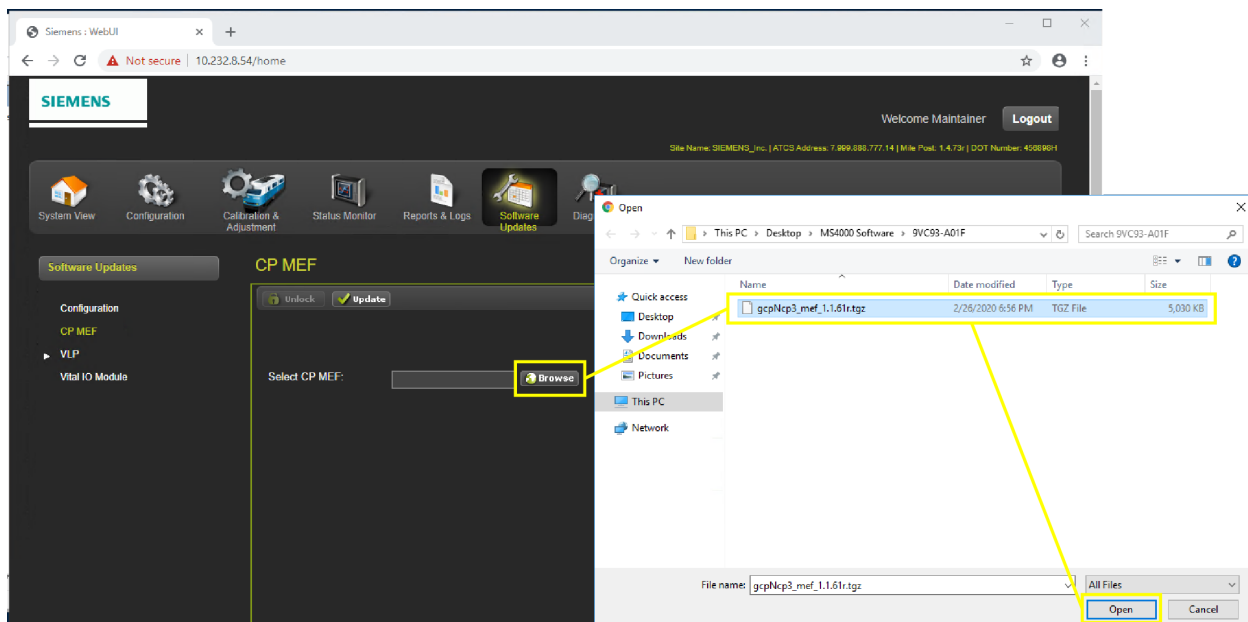 Siemens : WebUI
Not secure | 10.232.8.54/home
SIEMENS
Welcome Maintainer Logout
Site Name: SIEMENS_Inc. | ATCS Address: 7.999.888.777.14 | Mile Post: 1.4.73r | DOT Number: 456898H
System View
Configuration
Calibration &
Adjustment
Status Monitor
Reports & Logs
Software
Updates
Diag
Software Updates
Configuration
CP MEF
VLP
Vital IO Module
CP MEF
Unlock Update
Select CP MEF: Browse
Open
This PC > Desktop > MS4000 Software > 9VC93-A01F
Search 9VC93-A01F
Organize New folder
Quick access
Desktop
Downloads
Documents
Pictures
This PC
Network
Name Date modified Type Size
gcpNcp3_mef_1.1.61r.tgz 2/26/2020 6:56 PM TGZ File 5,030 KB
File name: gcpNcp3_mef_1.1.61r.tgz All Files
Open Cancel